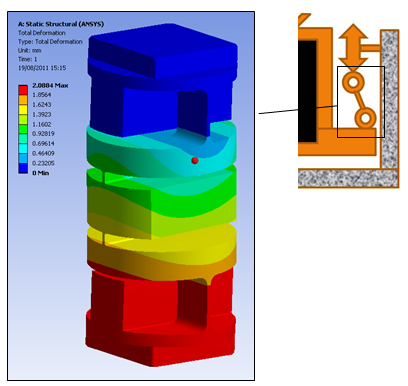 A: Static Structural (ANSYS)
Total Deformation
Type: Total Deformation
Unit: mm
Time: 1
19/08/2011 15:15
2.0884 Max
1.8564
1.6243
1.3923
1.1602
0.92819
0.69614
0.46409
0.23205
0 Min